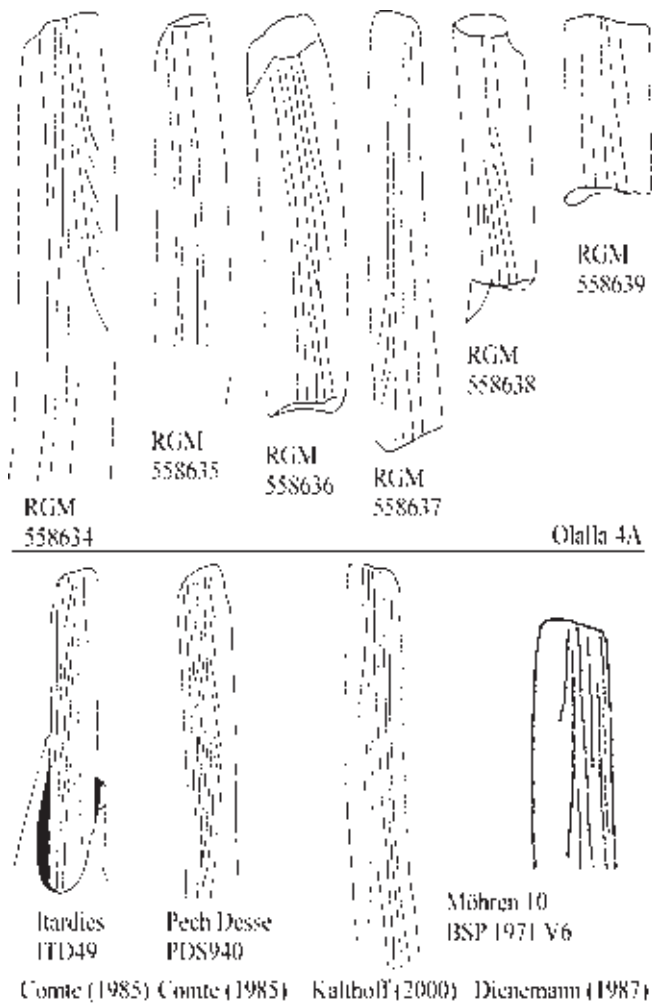 RGM
558639
RGM
558638
RGM
558635
RGM
558636
RGM
558637
RGM
558634
Olalla 4A
Itardies
ITD49
Pech Desse
PDS940
Möhren 10
BSP 1971 V6
Comte (1985) Comte (1985) Kalthoff (2000) Dienemann (1987)